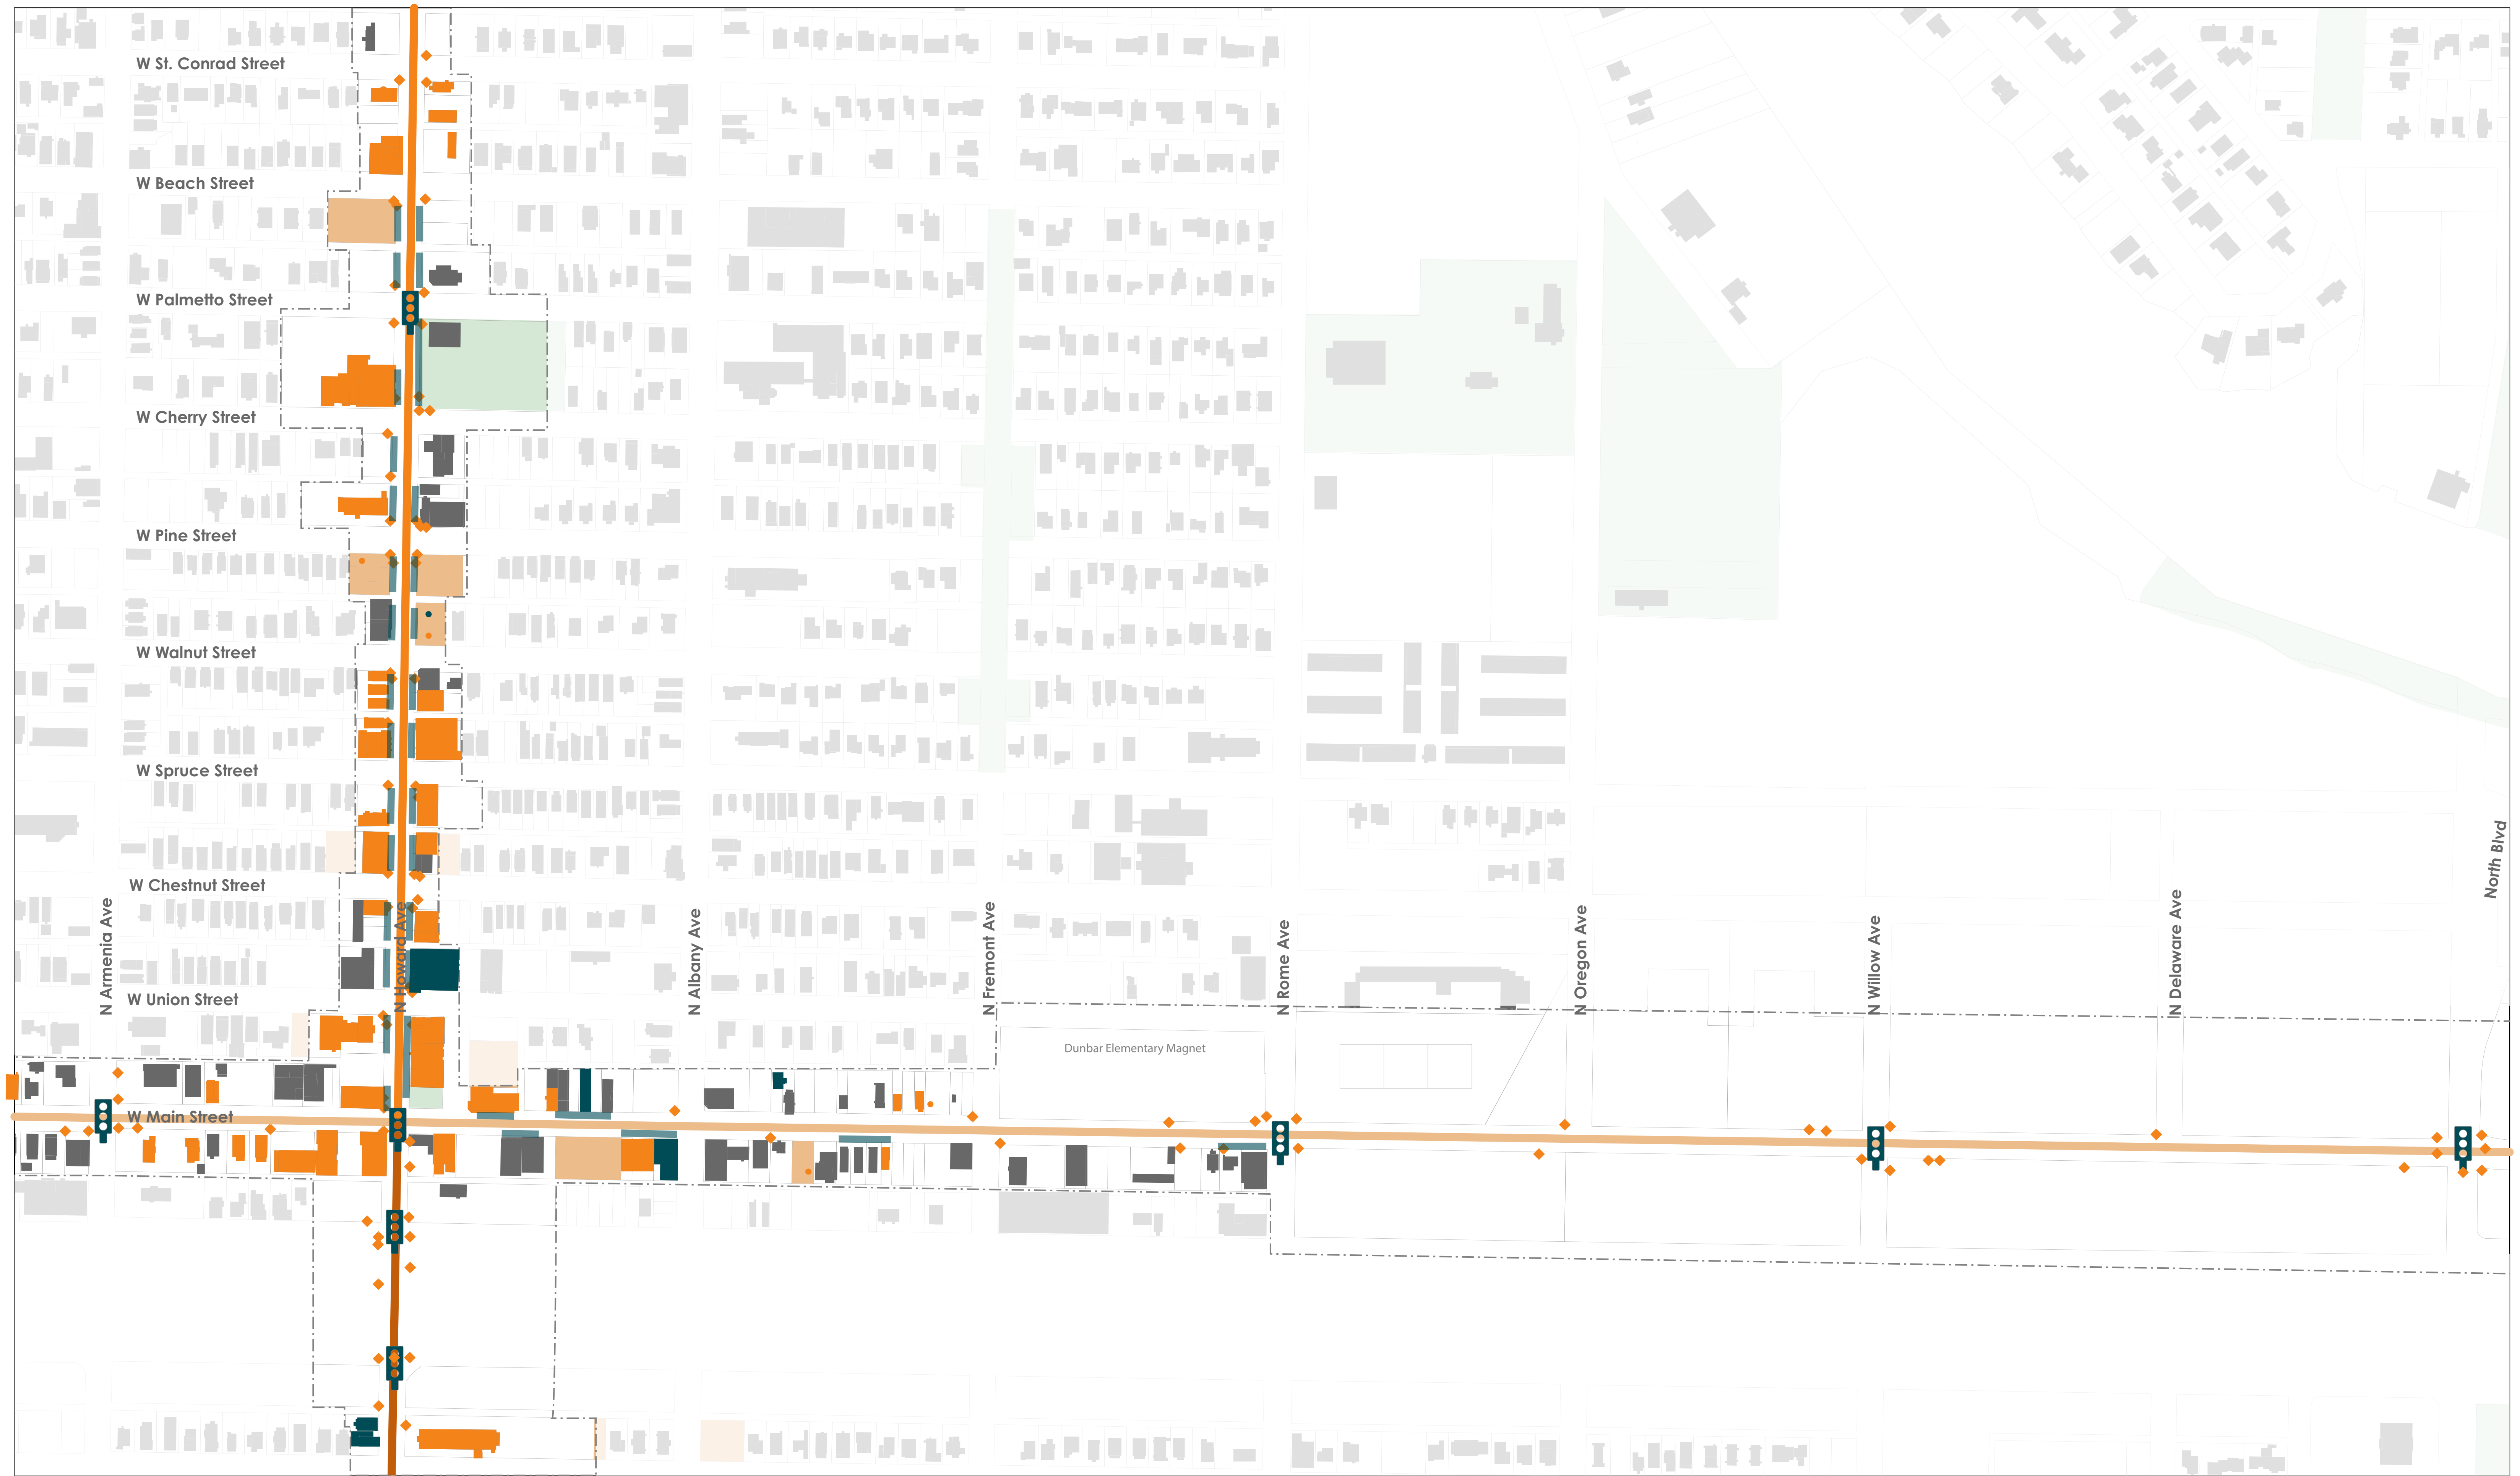 W St. Conrad Street
W Beach Street
W Palmetto Street
W Cherry Street
W Pine Street
W Walnut Street
W Spruce Street
W Chestnut Street
W Union Street
W Main Street
N Armenia Ave
N Howard Ave
N Albany Ave
N Fremont Ave
N Rome Ave
N Oregon Ave
N Willow Ave
N Delaware Ave
North Blvd
Dunbar Elementary Magnet